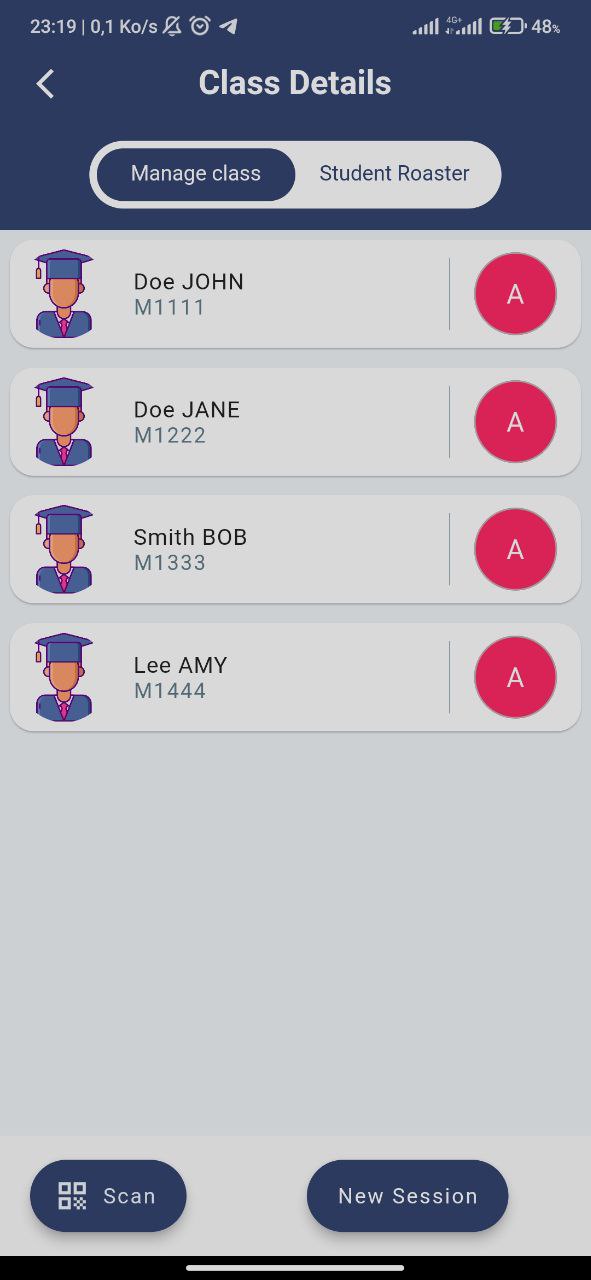 23:19 | 0,1 Ko/s 4G+ 48%
Class Details
Manage class Student Roaster
Doe JOHN
M1111
A
Doe JANE
M1222
A
Smith BOB
M1333
A
Lee AMY
M1444
A
Scan New Session